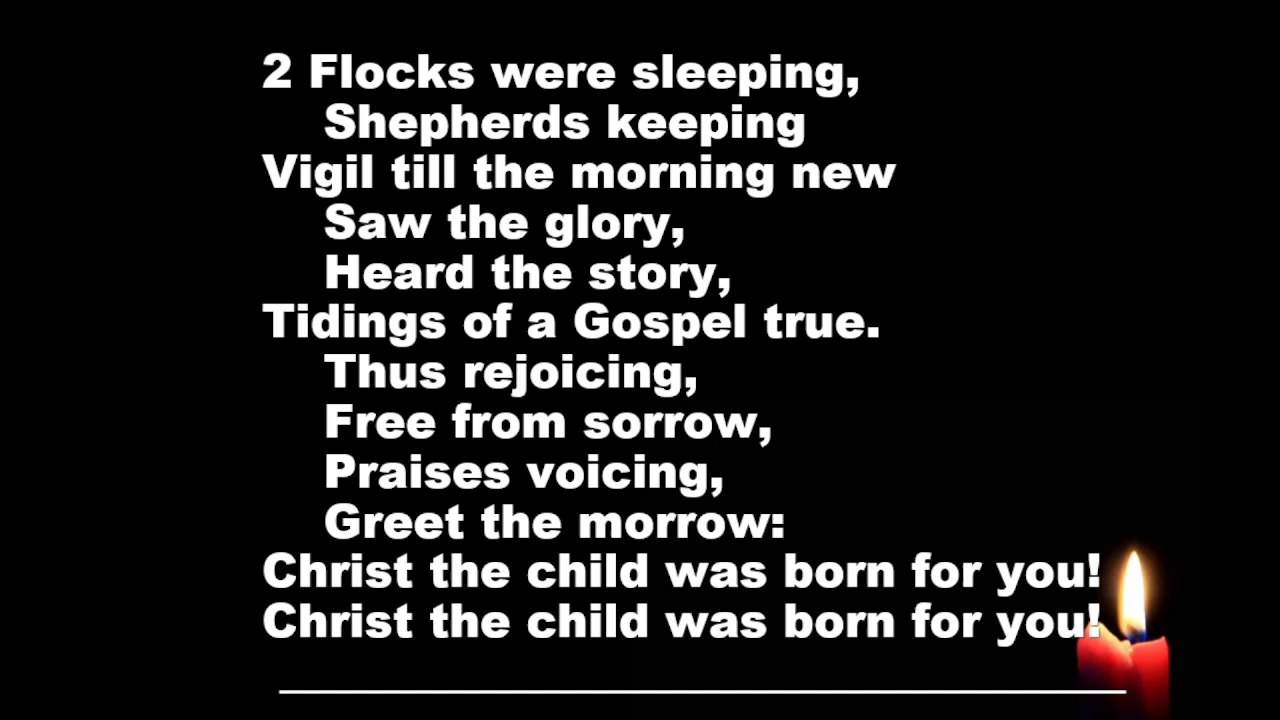 2 Flocks were sleeping,
Shepherds keeping
Vigil till the morning new
Saw the glory,
Heard the story,
Tidings of a Gospel true.
Thus rejoicing,
Free from sorrow,
Praises voicing,
Greet the morrow:
Christ the child was born for you!
Christ the child was born for you!